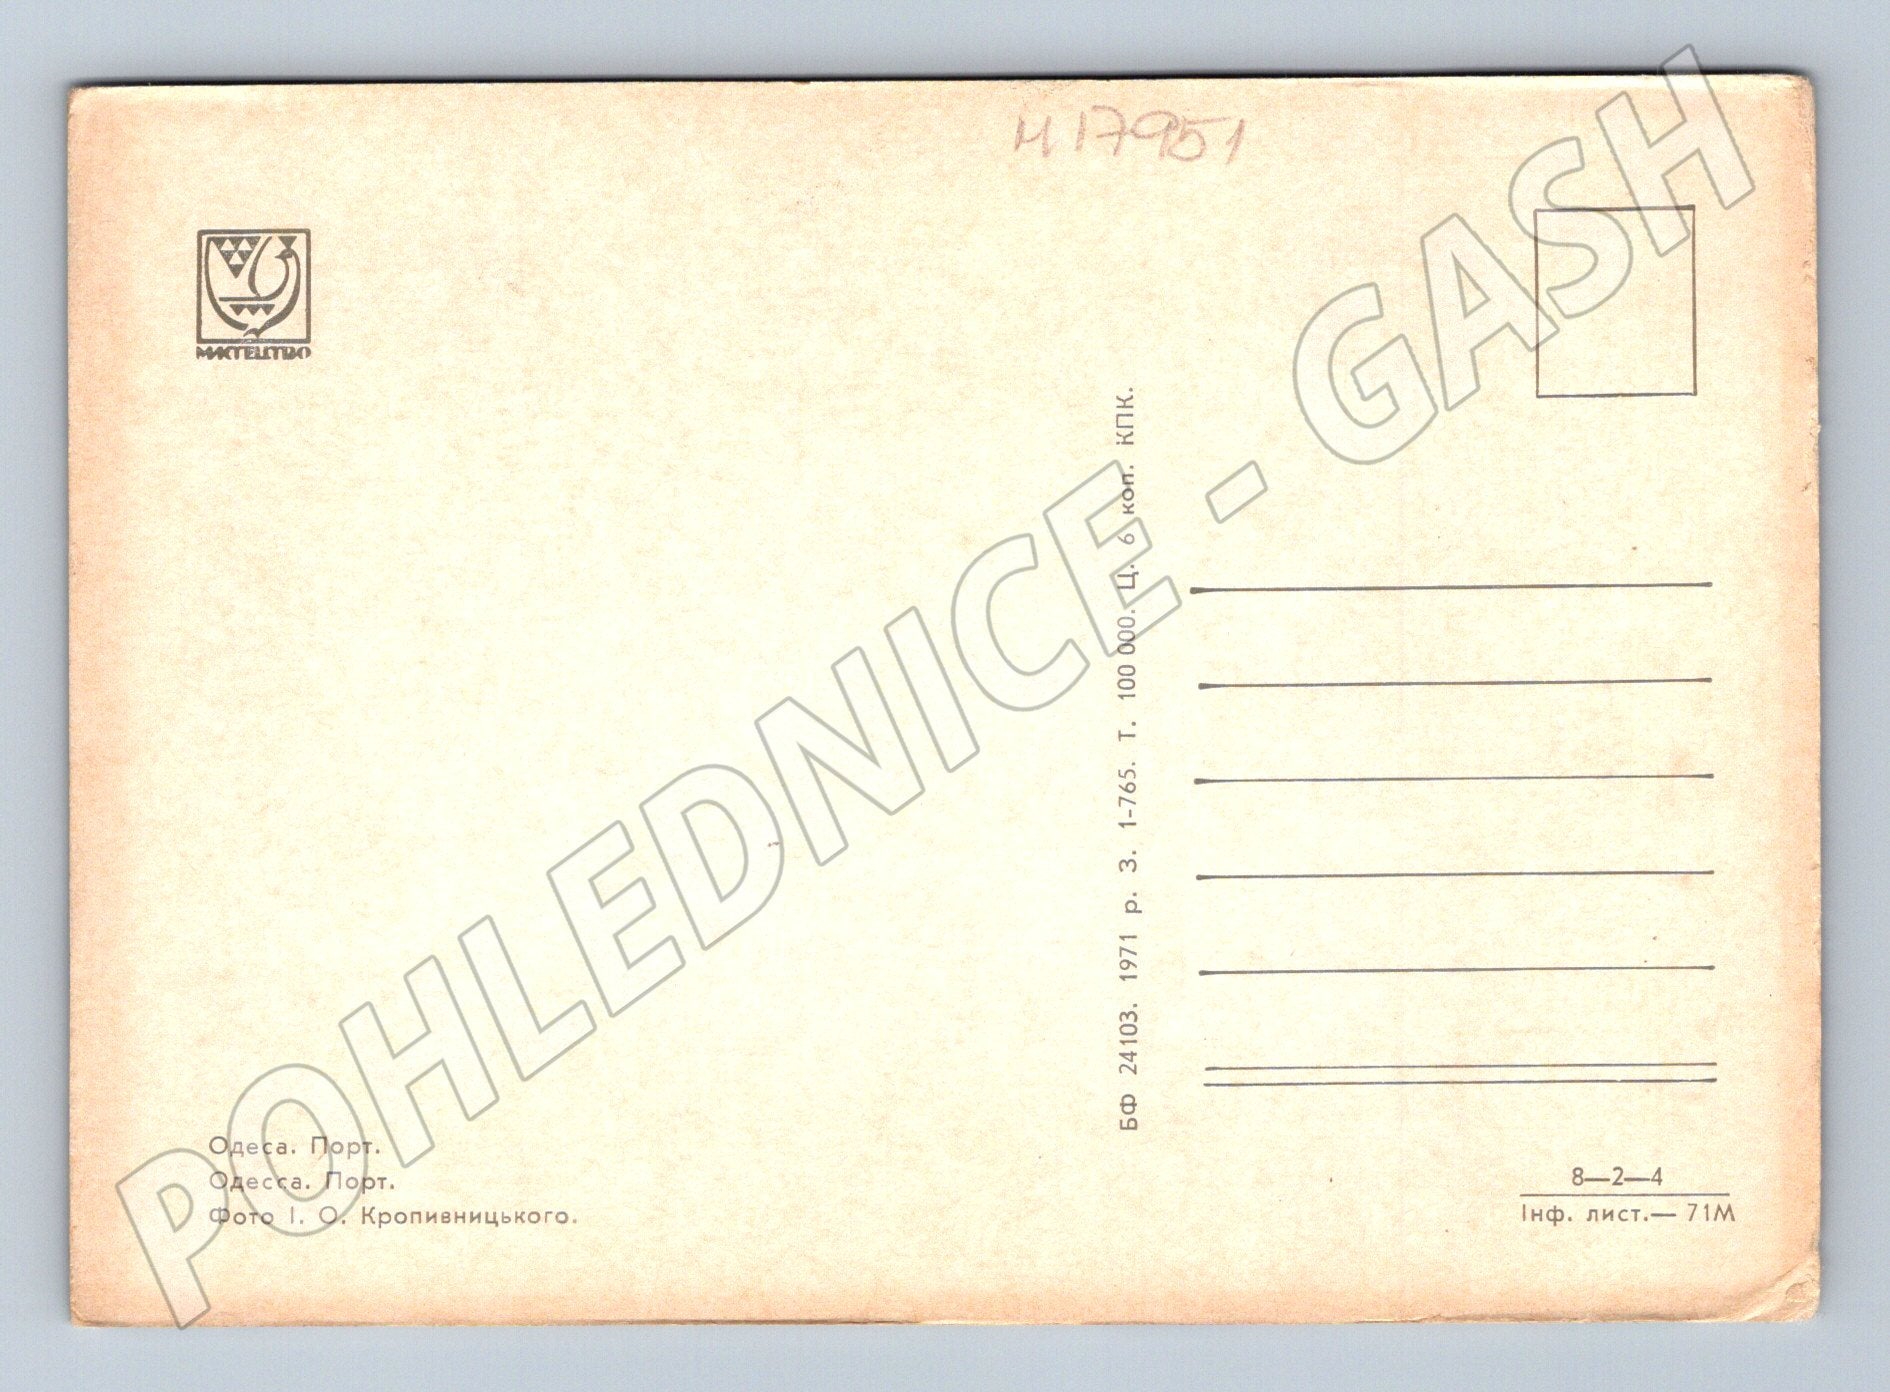 М 17951
МИСТЕЦТВО
БФ 24103. 1971 р. З. 1-765. Т. 100 000. Ц. 6 коп. КПК.
Одеса. Порт.
Одесса. Порт.
Фото І. О. Кропивницького.
8—2—4
Інф. лист.— 71М
POHLEDNICE - GASH